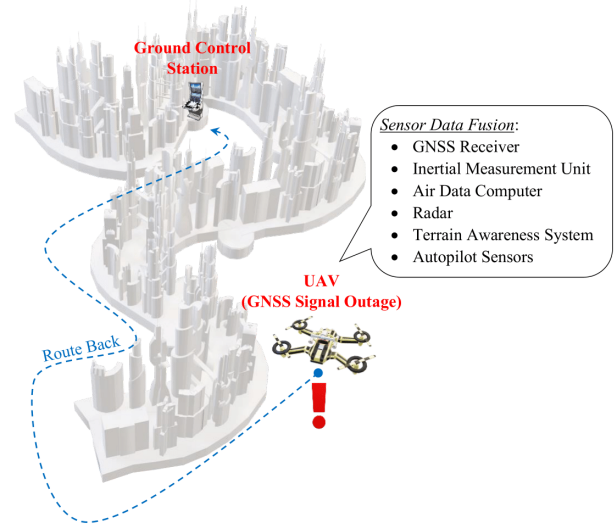 Ground Control
Station
Sensor Data Fusion:
• GNSS Receiver
• Inertial Measurement Unit
• Air Data Computer
• Radar
• Terrain Awareness System
• Autopilot Sensors
UAV
(GNSS Signal Outage)
Route Back